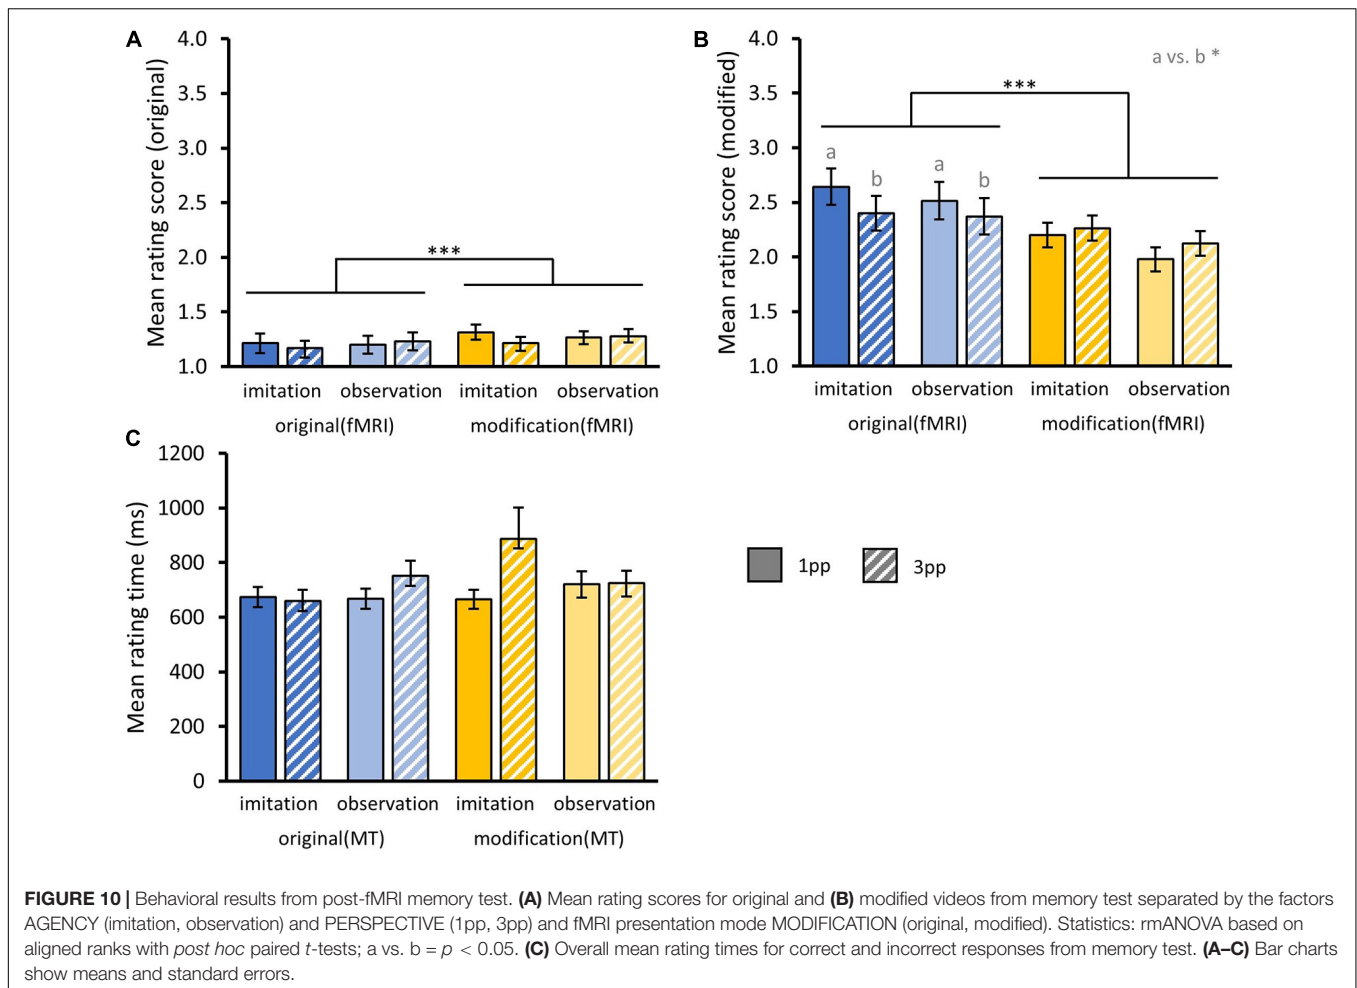 A
4.0
3.5
3.0
2.5
2.0
1.5
1.0
Mean rating score (original)
***
imitation observation imitation observation
original(fMRI) modification(fMRI)
B
4.0
3.5
3.0
2.5
2.0
1.5
1.0
Mean rating score (modified)
a vs. b *
***
a b a b
imitation observation imitation observation
original(fMRI) modification(fMRI)
C
1200
1000
800
600
400
200
0
Mean rating time (ms)
imitation observation imitation observation
original(MT) modification(MT)
1pp 3pp
FIGURE 10 | Behavioral results from post-fMRI memory test. (A) Mean rating scores for original and (B) modified videos from memory test separated by the factors
AGENCY (imitation, observation) and PERSPECTIVE (1pp, 3pp) and fMRI presentation mode MODIFICATION (original, modified). Statistics: rmANOVA based on
aligned ranks with post hoc paired t-tests; a vs. b = p < 0.05. (C) Overall mean rating times for correct and incorrect responses from memory test. (A–C) Bar charts
show means and standard errors.